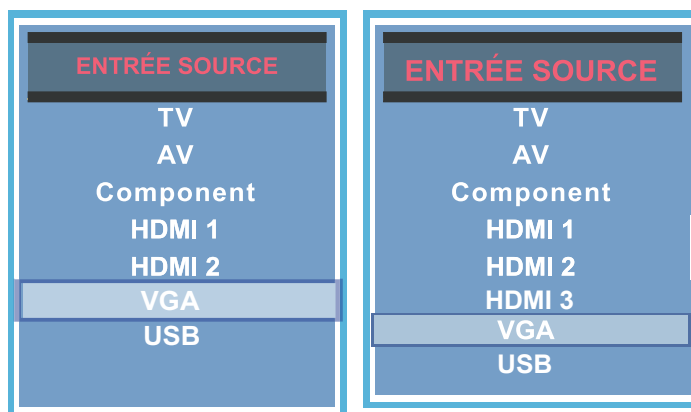 ENTRÉE SOURCE
TV
AV
Component
HDMI 1
HDMI 2
VGA
USB
ENTRÉE SOURCE
TV
AV
Component
HDMI 1
HDMI 2
HDMI 3
VGA
USB